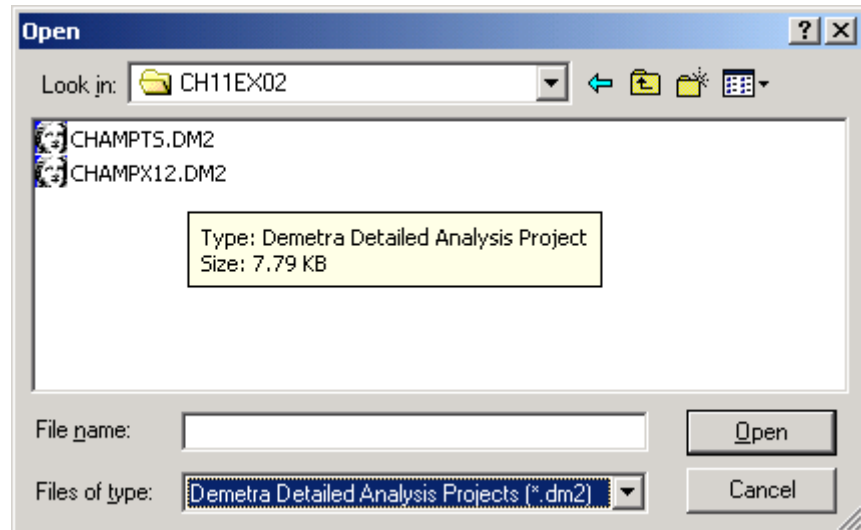 Open
Look in: CH11EX02
CHAMPTS.DM2
CHAMPX12.DM2
Type: Demetra Detailed Analysis Project
Size: 7.79 KB
File name:
Open
Files of type: Demetra Detailed Analysis Projects (*.dm2)
Cancel